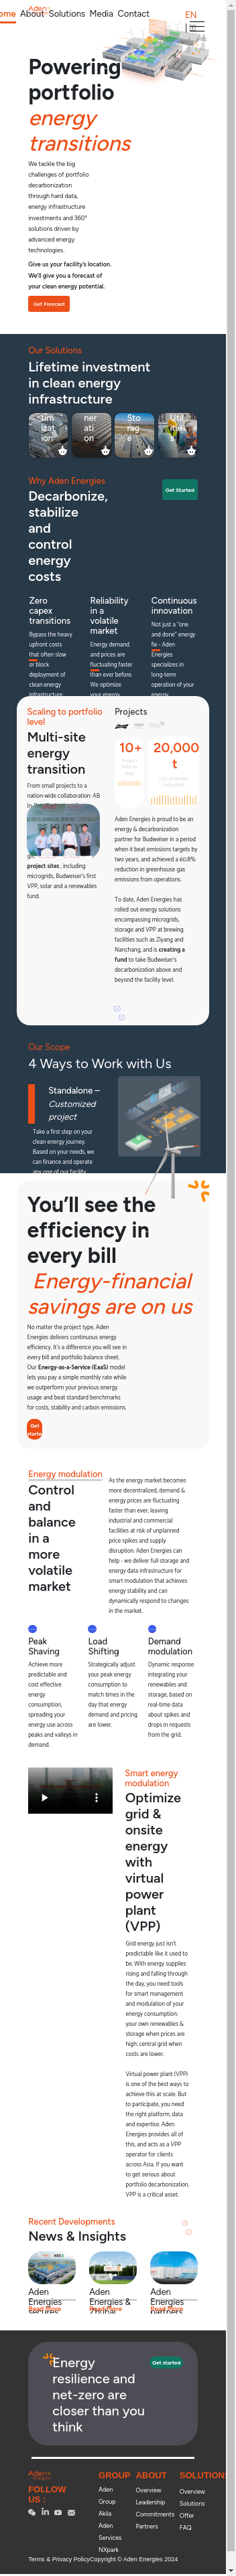 Aden
ome About Solutions Media Contact
EN
Powering
portfolio
energy
transitions
We tackle the big
challenges of portfolio
decarbonization
through hard data,
energy infrastructure
investments and 360°
solutions driven by
advanced energy
technologies.
Give us your facility's location.
We'll give you a forecast of
your clean energy potential.
Get Forecast
Our Solutions
Lifetime investment
in clean energy
infrastructure
Why Aden Energies
Decarbonize,
stabilize
and
control
energy
costs
Get Started
Zero
capex
transitions
Bypass the heavy
upfront costs
that often slow
or block
deployment of
clean energy
infrastructure
Reliability
in a
volatile
market
Energy demand
and prices are
fluctuating faster
than ever before.
We optimize
your energy
Continuous
innovation
Not just a "one
and done" energy
fix - Aden
Energies
specializes in
long-term
operation of your
energy
Scaling to portfolio
level
Multi-site
energy
transition
From small projects to a
nation-wide collaboration: AB
project sites, including
microgrids, Budweiser's first
VPP, solar and a renewables
fund.
Projects
10+
20,000
t
Aden Energies is proud to be an
energy & decarbonization
partner for Budweiser in a period
when it beat emissions targets by
two years, and achieved a 60.8%
reduction in greenhouse gas
emissions from operations.
To date, Aden Energies has
rolled out energy solutions
encompassing microgrids,
storage and VPP at brewing
facilities such as Ziyang and
Nanchang, and is creating a
fund to take Budweiser's
decarbonization above and
beyond the facility level.
Our Scope
4 Ways to Work with Us
Standalone –
Customized
project
Take a first step on your
clean energy journey.
Based on your needs, we
can finance and operate
any one of our facility
You'll see the
efficiency in
every bill
Energy-financial
savings are on us
No matter the project type, Aden
Energies delivers continuous energy
efficiency. It's a difference you will see in
every bill and portfolio balance sheet.
Our Energy-as-a-Service (EaaS) model
lets you pay a simple monthly rate while
we outperform your previous energy
usage and beat standard benchmarks
for costs, stability and carbon emissions.
Get
Energy modulation
Control
and
balance
in a
more
volatile
market
As the energy market becomes
more decentralized, demand &
energy prices are fluctuating
faster than ever, leaving
industrial and commercial
facilities at risk of unplanned
price spikes and supply
disruption. Aden Energies can
help - we deliver full storage and
energy data infrastructure for
smart modulation that achieves
energy stability and can
dynamically respond to changes
in the market.
Peak
Shaving
Achieve more
predictable and
cost effective
energy
consumption,
spreading your
energy use across
peaks and valleys in
demand.
Load
Shifting
Strategically adjust
your peak energy
consumption to
match times in the
day that energy
demand and pricing
are lower.
Demand
modulation
Dynamic response
integrating your
renewables and
storage, based on
real-time data
about spikes and
drops in requests
from the grid.
Smart energy
modulation
Optimize
grid &
onsite
energy
with
virtual
power
plant
(VPP)
Grid energy just isn't
predictable like it used to
be. With energy supplies
rising and falling through
the day, you need tools
for smart management
and modulation of your
energy consumption:
your own renewables &
storage when prices are
high; central grid when
costs are lower.
Virtual power plant (VPP)
is one of the best ways to
achieve this at scale. But
to participate, you need
the right platform, data
and expertise. Aden
Energies provides all of
this, and acts as a VPP
operator for clients
across Asia. If you want
to get serious about
portfolio decarbonization,
VPP is a critical asset.
Recent Developments
News & Insights
Aden
Energies
secures
Read More
Aden
Energies &
Zhuhai
Read More
Aden
Energies
partners
Read More
Energy
resilience and
net-zero are
closer than you
think
Get started
Aden
FOLLOW
US :
GROUP
Aden
Group
Akila
Aden
Services
NXpark
ABOUT
Overview
Leadership
Commitments
Partners
SOLUTIONS
Overview
Solutions
Offer
FAQ
Terms & Privacy PolicyCopyright © Aden Energies 2024